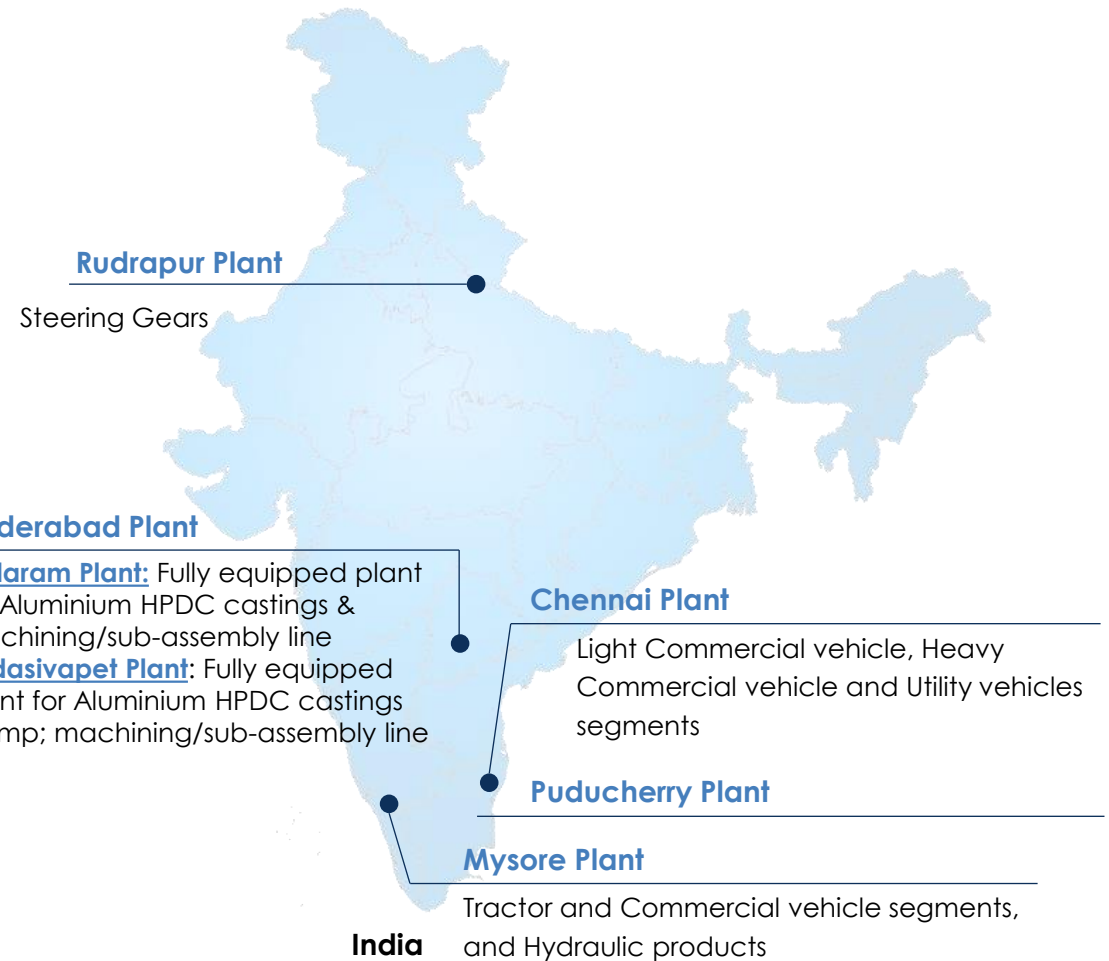 Rudrapur Plant
Steering Gears
derabad Plant
laram Plant: Fully equipped plant
Aluminium HPDC castings &
chining/sub-assembly line
dasivapet Plant: Fully equipped
nt for Aluminium HPDC castings
mp; machining/sub-assembly line
Chennai Plant
Light Commercial vehicle, Heavy
Commercial vehicle and Utility vehicles
segments
Puducherry Plant
Mysore Plant
Tractor and Commercial vehicle segments,
and Hydraulic products
India